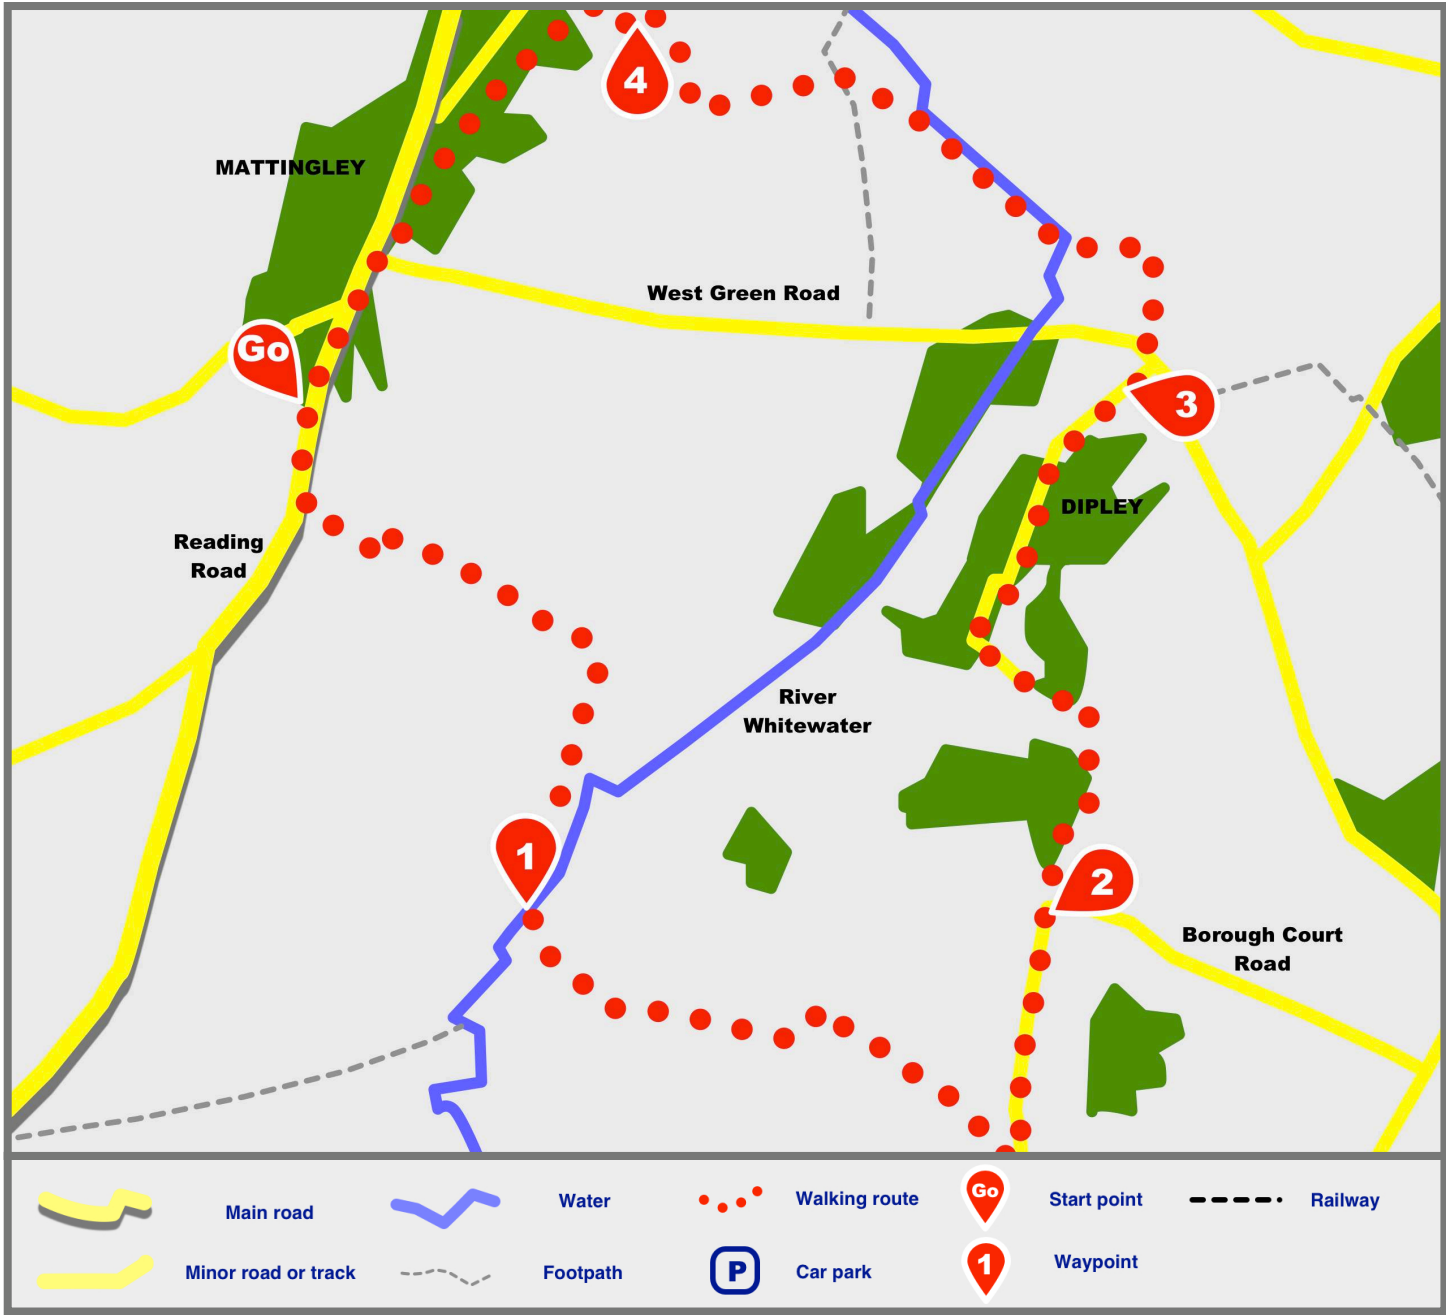 4
MATTINGLEY
West Green Road
Go
3
DIPLEY
Reading
Road
River
Whitewater
1
2
Borough Court
Road
Main road
Water
Walking route
Go
Start point
Railway
Minor road or track
Footpath
P
Car park
1
Waypoint